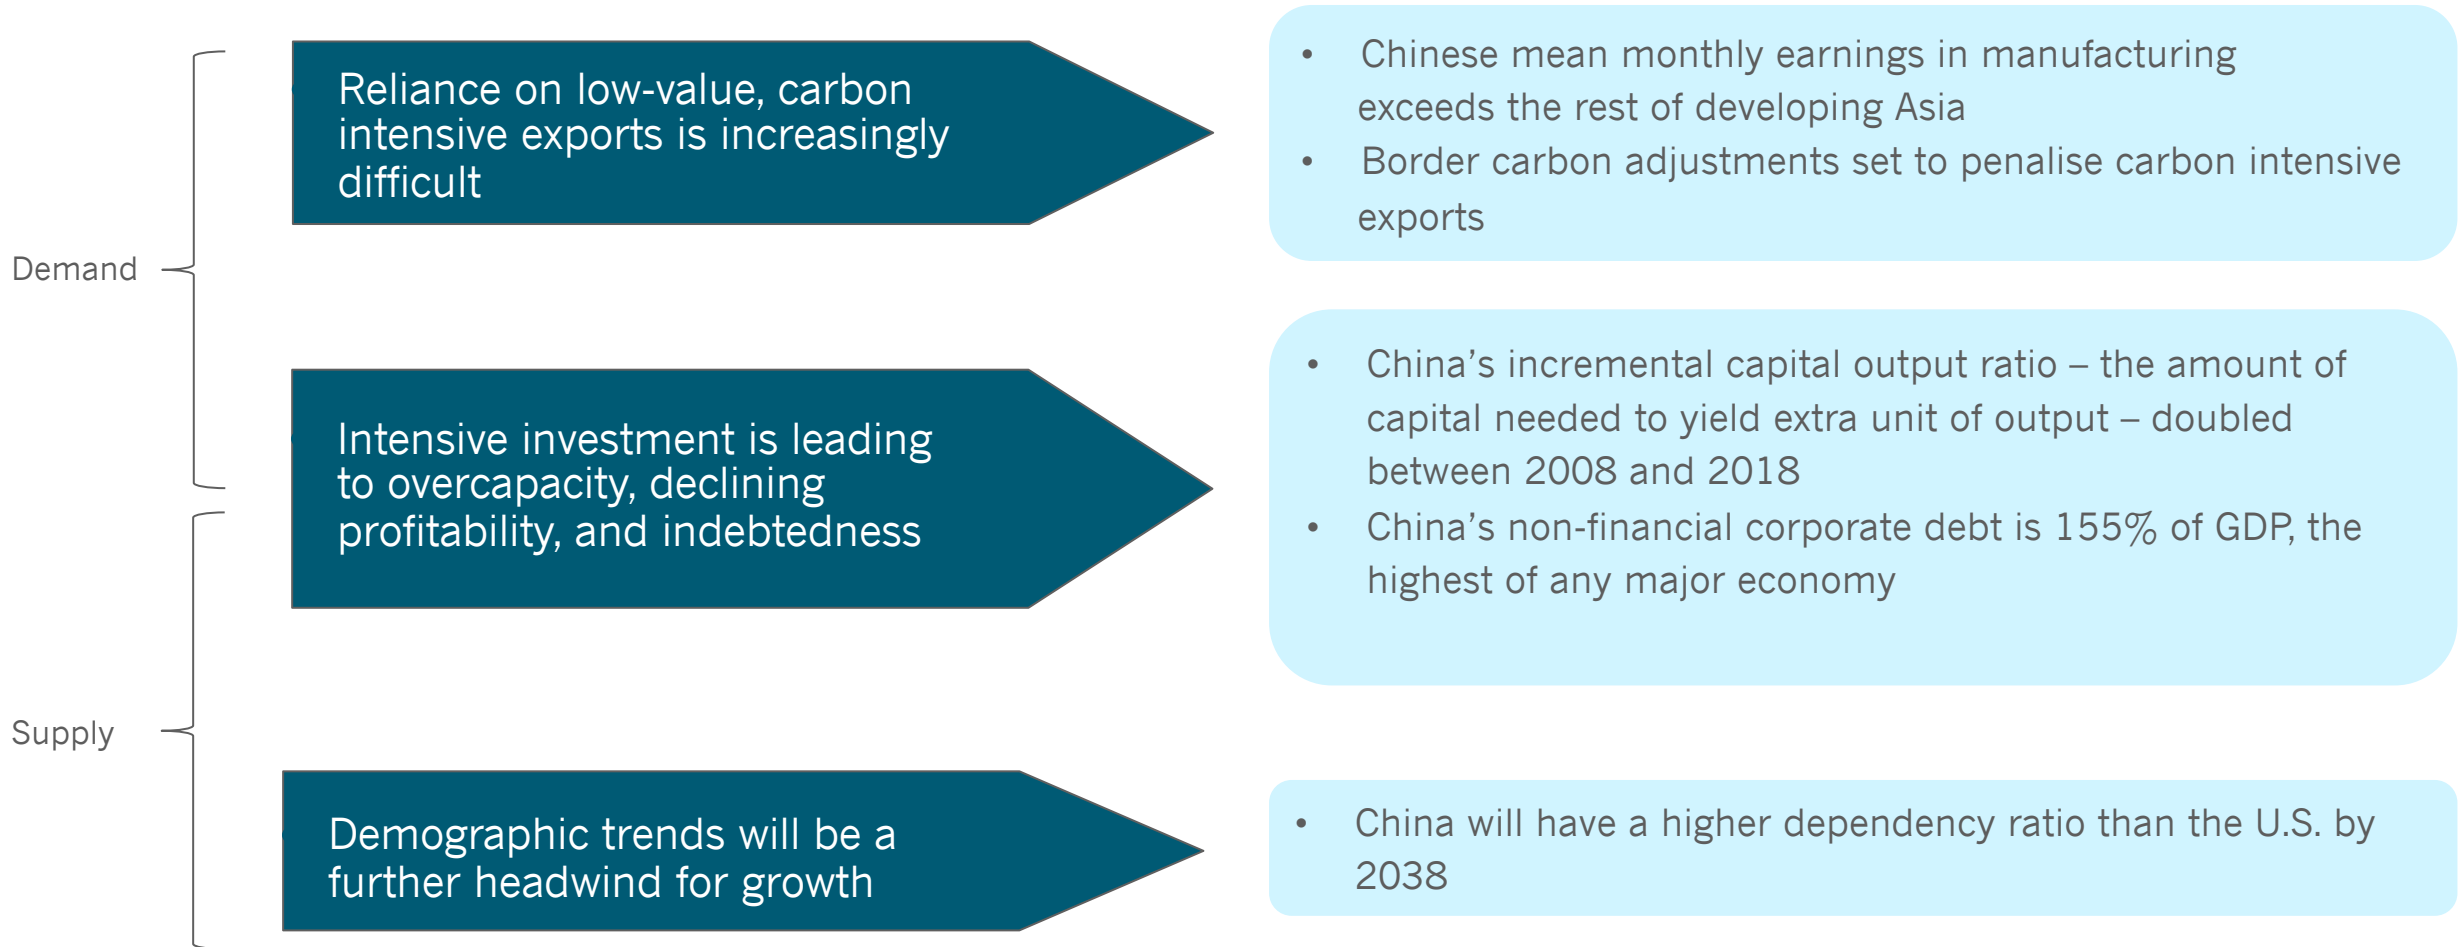 Demand
Reliance on low-value, carbon
intensive exports is increasingly
difficult
• Chinese mean monthly earnings in manufacturing
exceeds the rest of developing Asia
• Border carbon adjustments set to penalise carbon intensive
exports
Intensive investment is leading
to overcapacity, declining
profitability, and indebtedness
• China’s incremental capital output ratio – the amount of
capital needed to yield extra unit of output – doubled
between 2008 and 2018
• China’s non-financial corporate debt is 155% of GDP, the
highest of any major economy
Supply
Demographic trends will be a
further headwind for growth
• China will have a higher dependency ratio than the U.S. by
2038